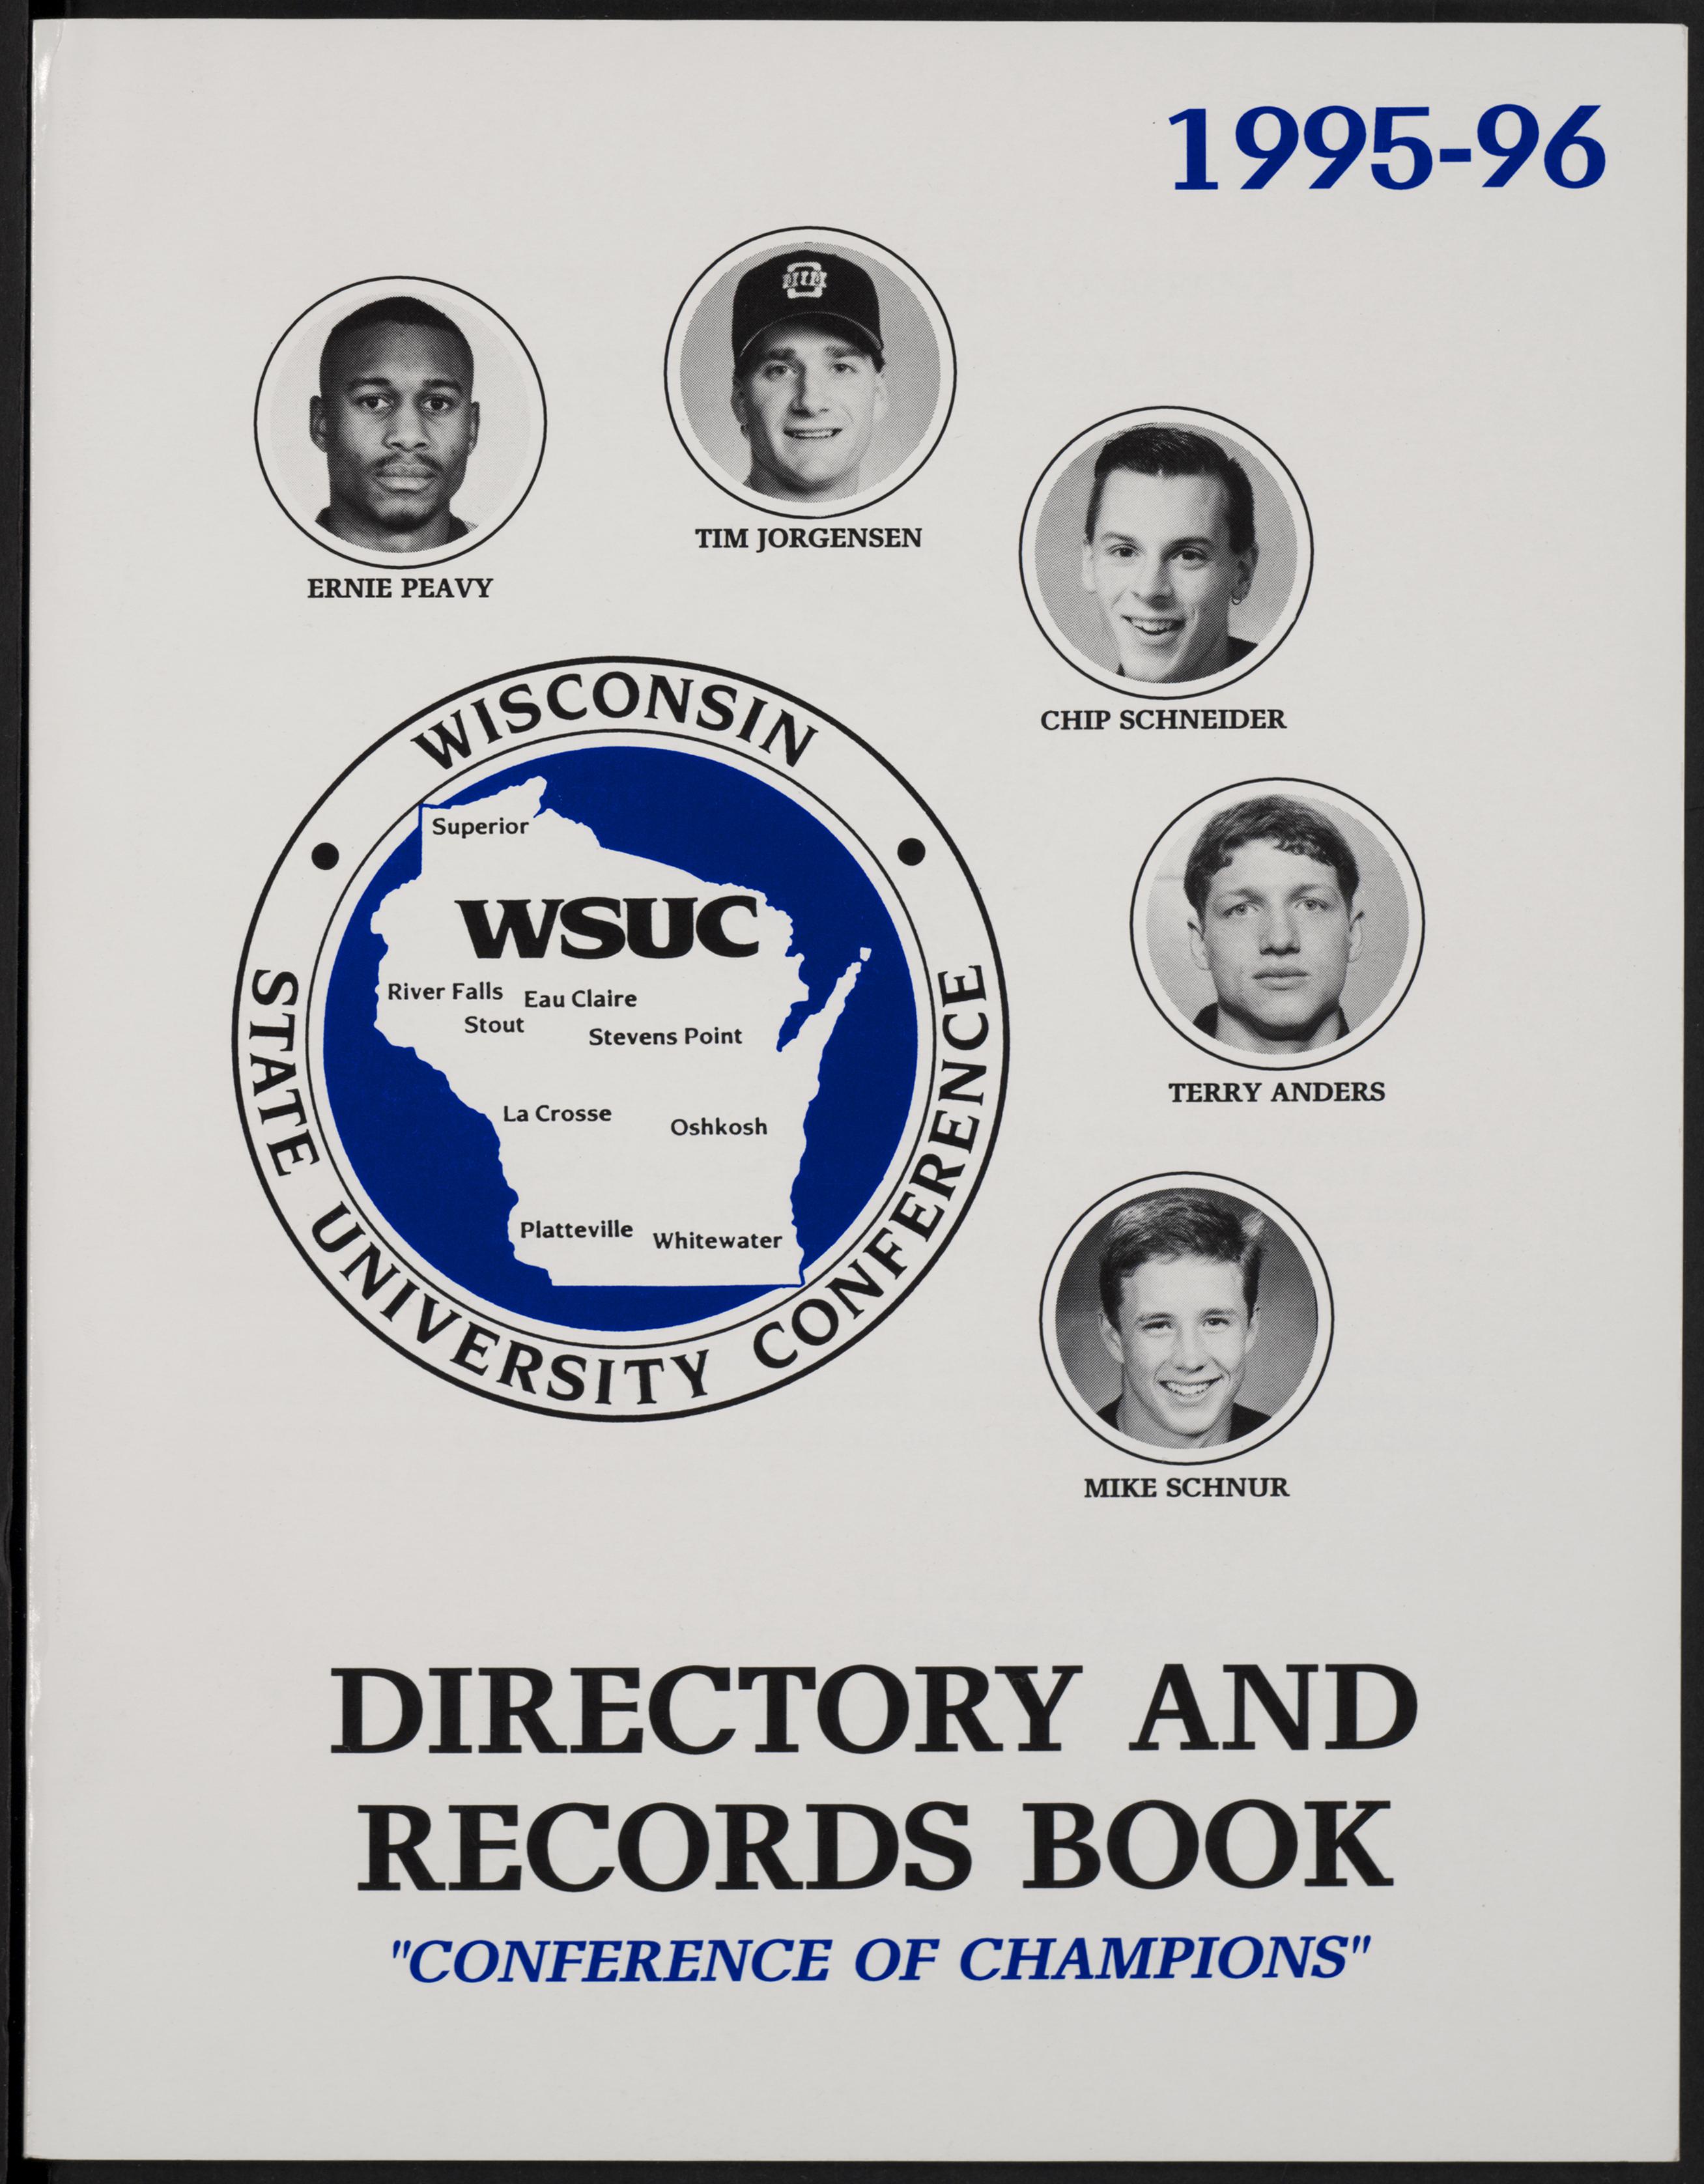 1995-96
TIM JORGENSEN
ERNIE PEAVY
CHIP SCHNEIDER
TERRY ANDERS
MIKE SCHNUR
WISCONSIN
STATE UNIVERSITY CONFERENCE
Superior
WSUC
River Falls
Eau Claire
Stout
Stevens Point
La Crosse
Oshkosh
Platteville
Whitewater
DIRECTORY AND
RECORDS BOOK
"CONFERENCE OF CHAMPIONS"